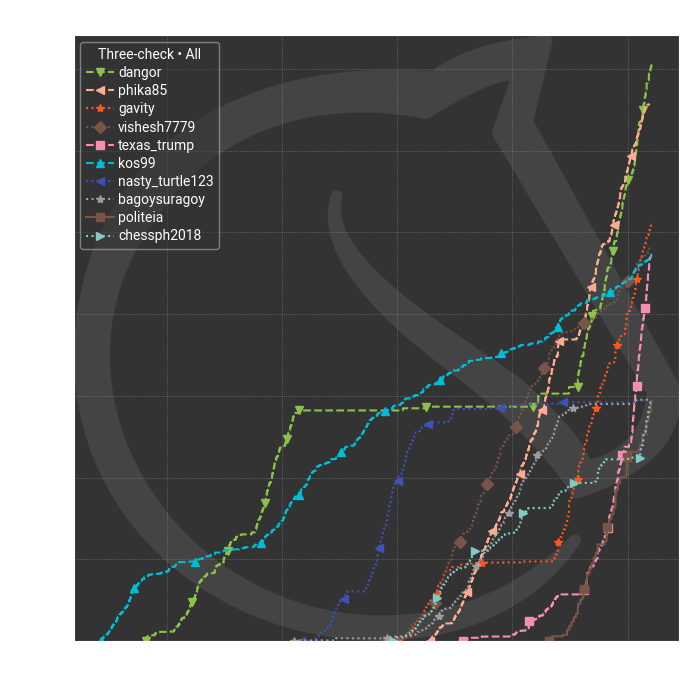 Three-check • All
dangor
phika85
gavity
vishesh7779
texas_trump
kos99
nasty_turtle123
bagoysuragoy
politeia
chessph2018